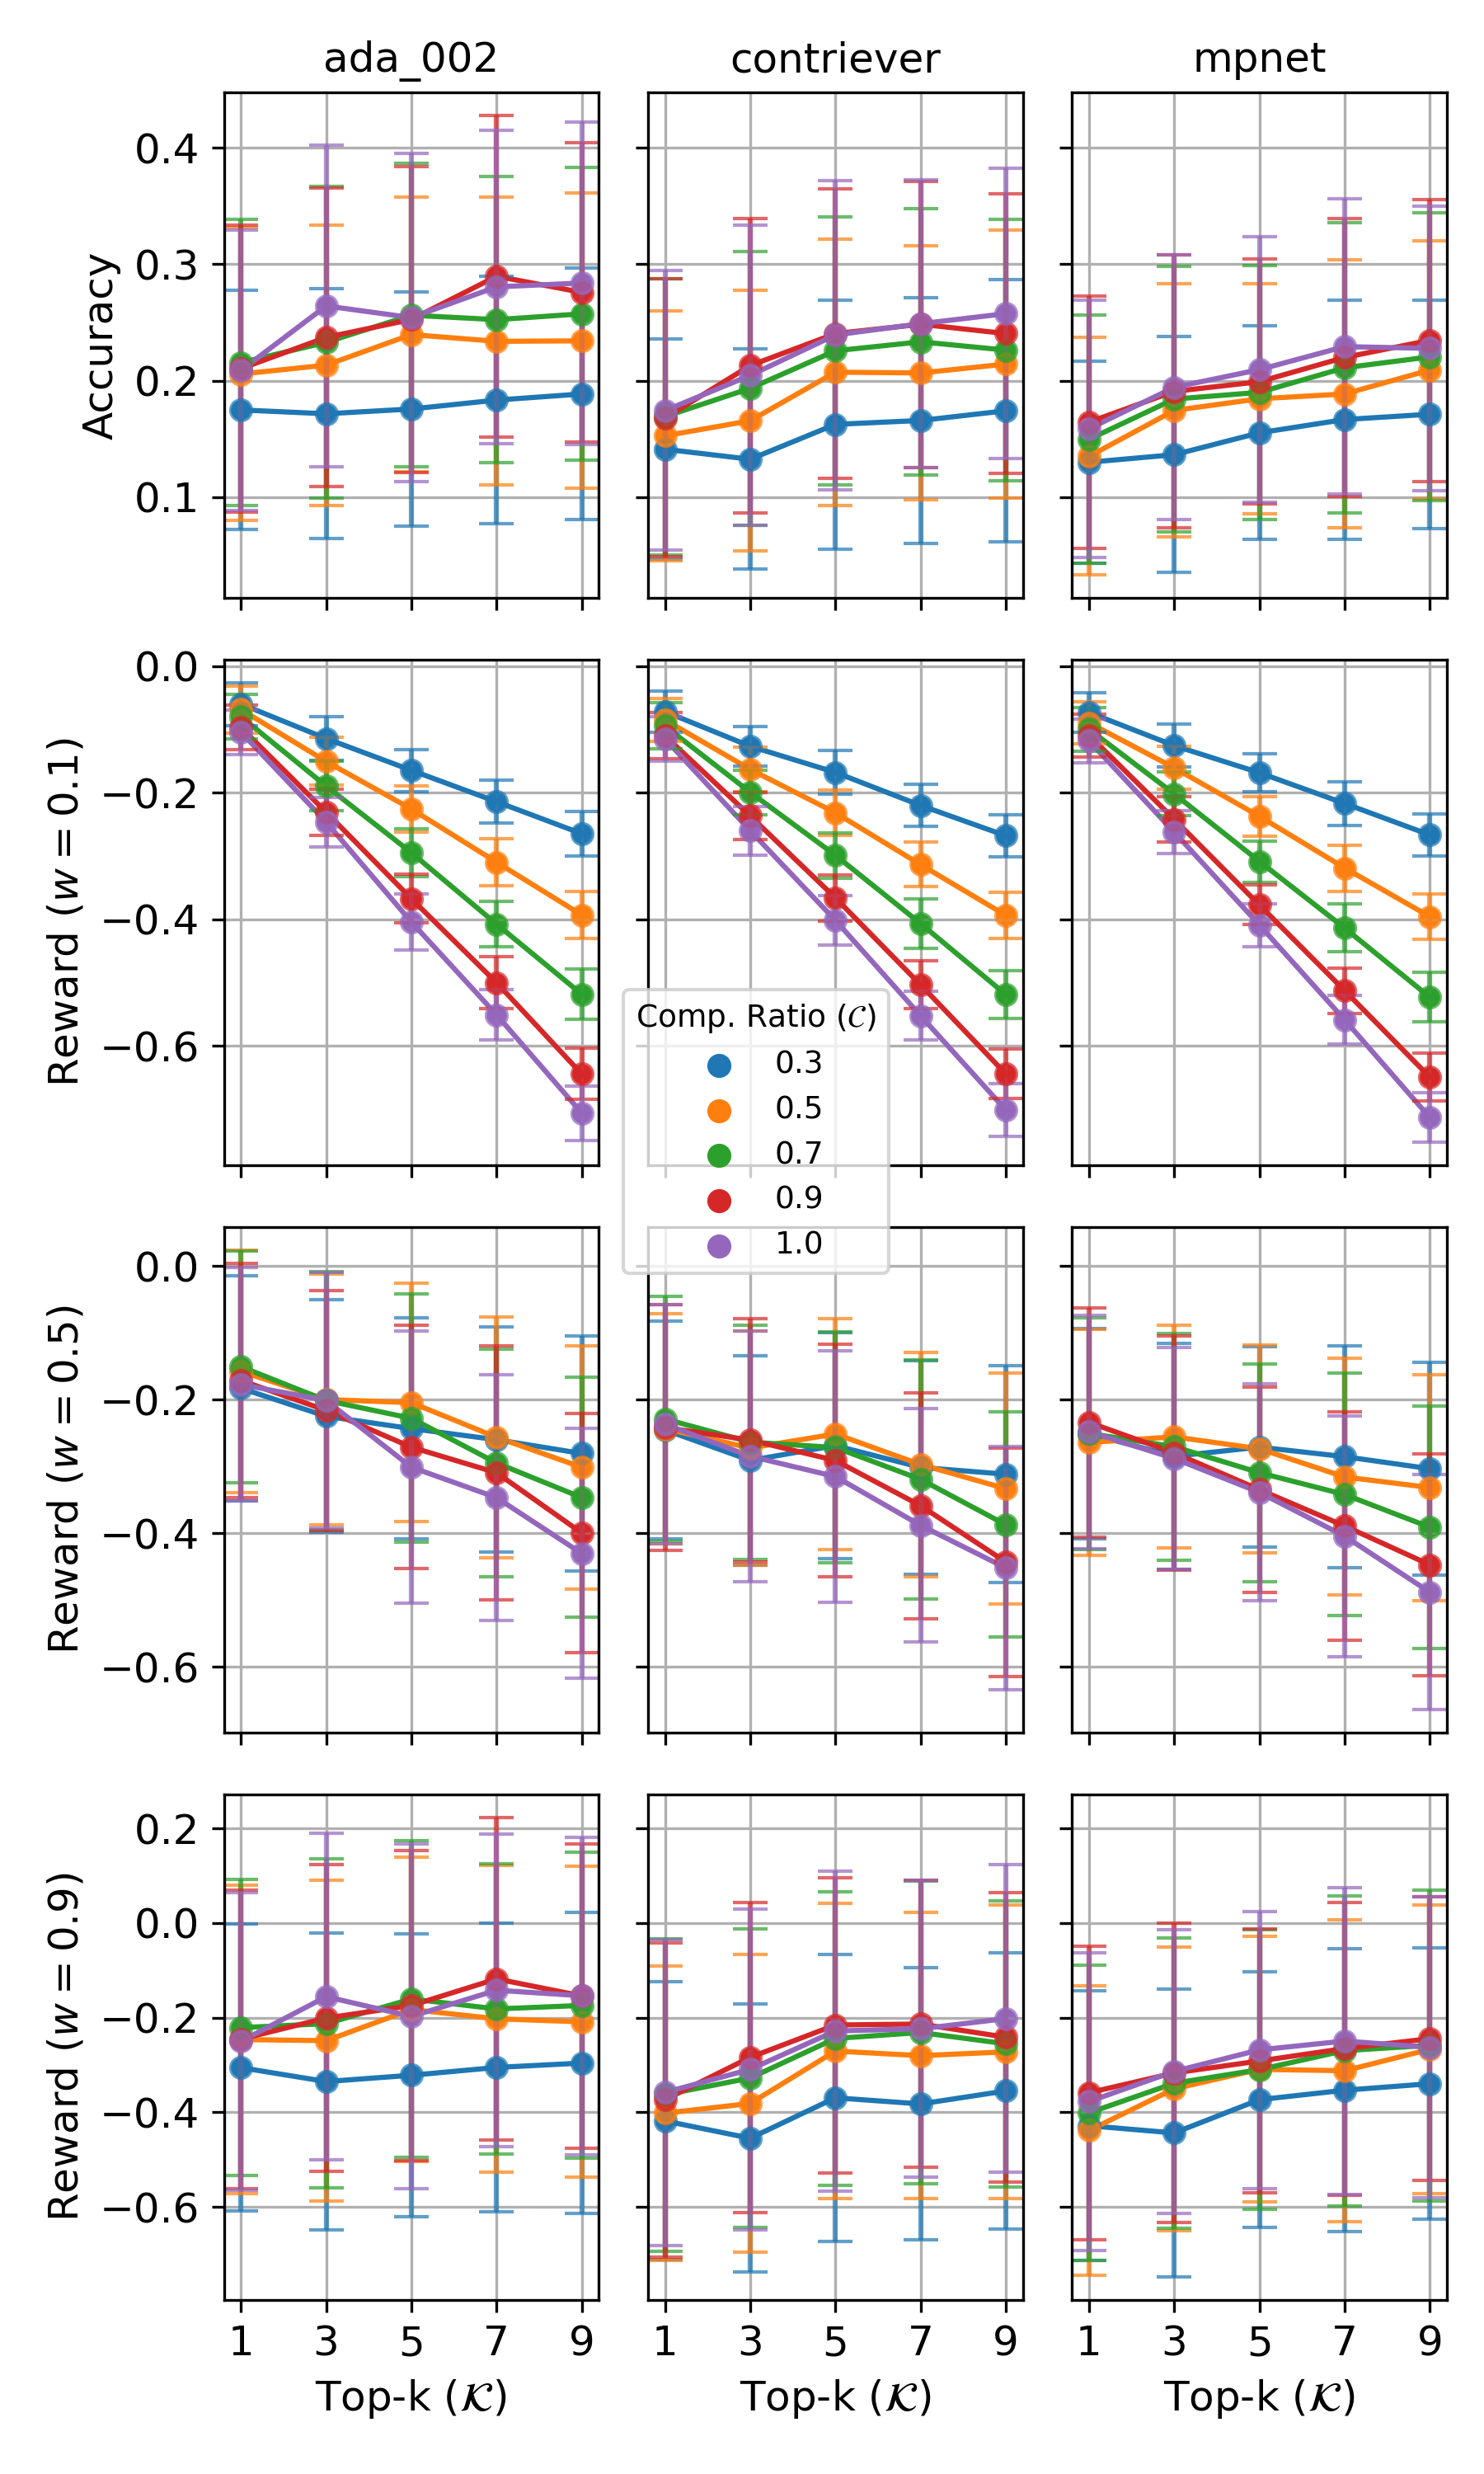 ada_002 contriever mpnet
0.4
0.3
0.2
0.1
Accuracy
0.0
−0.2
−0.4
−0.6
Reward (w = 0.1)
Comp. Ratio (𝒞)
0.3
0.5
0.7
0.9
1.0
0.0
−0.2
−0.4
−0.6
Reward (w = 0.5)
0.2
0.0
−0.2
−0.4
−0.6
Reward (w = 0.9)
1 3 5 7 9 1 3 5 7 9 1 3 5 7 9
Top-k (𝒦) Top-k (𝒦) Top-k (𝒦)